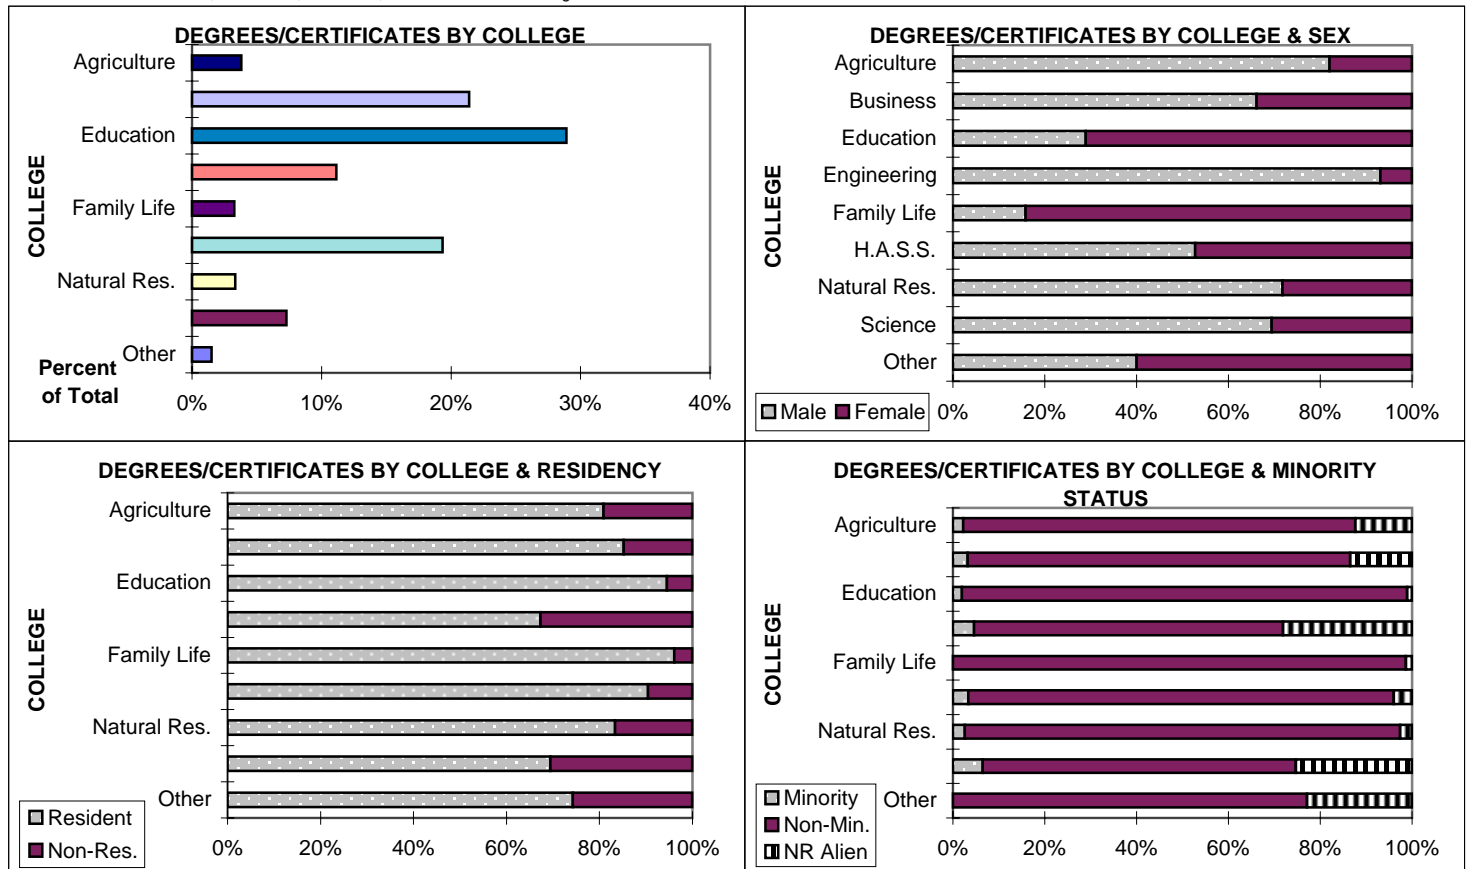 DEGREES/CERTIFICATES BY COLLEGE
Agriculture
Education
Family Life
Natural Res.
Other
COLLEGE
Percent
of Total
0% 10% 20% 30% 40%
DEGREES/CERTIFICATES BY COLLEGE & SEX
Agriculture
Business
Education
Engineering
Family Life
H.A.S.S.
Natural Res.
Science
Other
COLLEGE
Male Female
0% 20% 40% 60% 80% 100%
DEGREES/CERTIFICATES BY COLLEGE & RESIDENCY
Agriculture
Education
Family Life
Natural Res.
Other
COLLEGE
Resident
Non-Res.
0% 20% 40% 60% 80% 100%
DEGREES/CERTIFICATES BY COLLEGE & MINORITY
STATUS
Agriculture
Education
Family Life
Natural Res.
Other
COLLEGE
Minority
Non-Min.
NR Alien
0% 20% 40% 60% 80% 100%